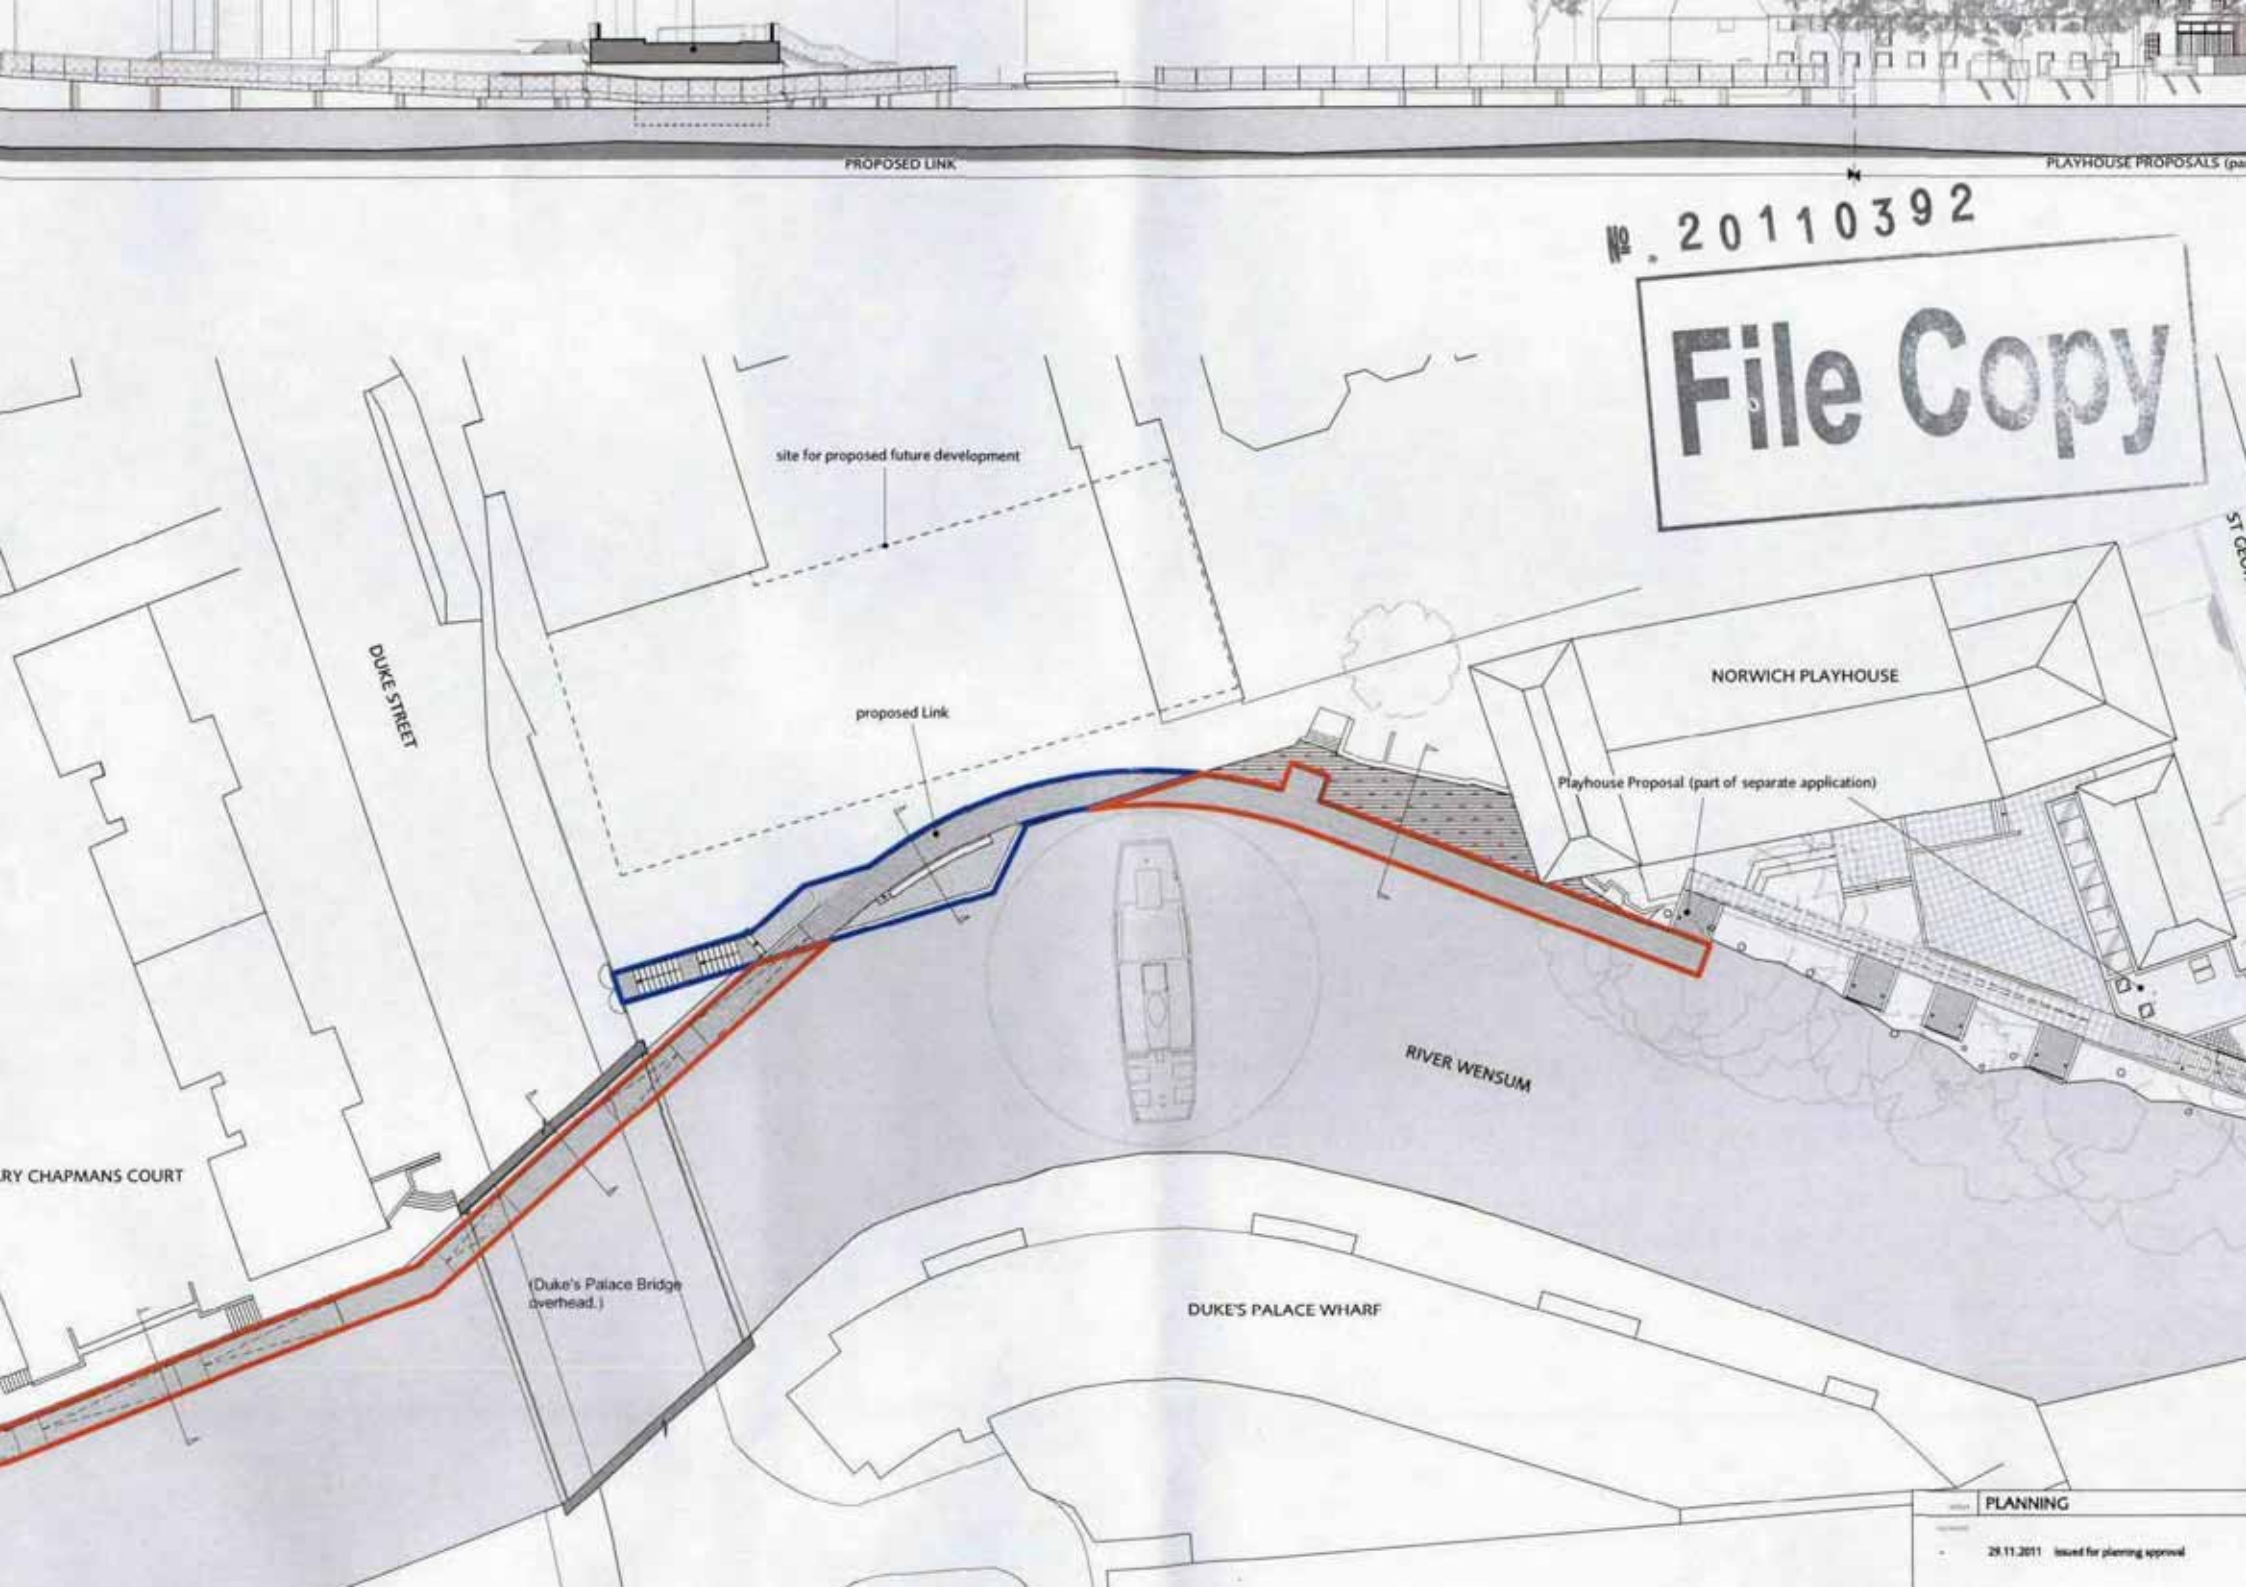 PROPOSED LINK
PLAYHOUSE PROPOSALS
№. 20110392
File Copy
site for proposed future development
DUKE STREET
proposed Link
NORWICH PLAYHOUSE
Playhouse Proposal (part of separate application)
RIVER WENSUM
RY CHAPMANS COURT
(Duke's Palace Bridge
overhead.)
DUKE'S PALACE WHARF
PLANNING
- 29.11.2011 issued for planning approval